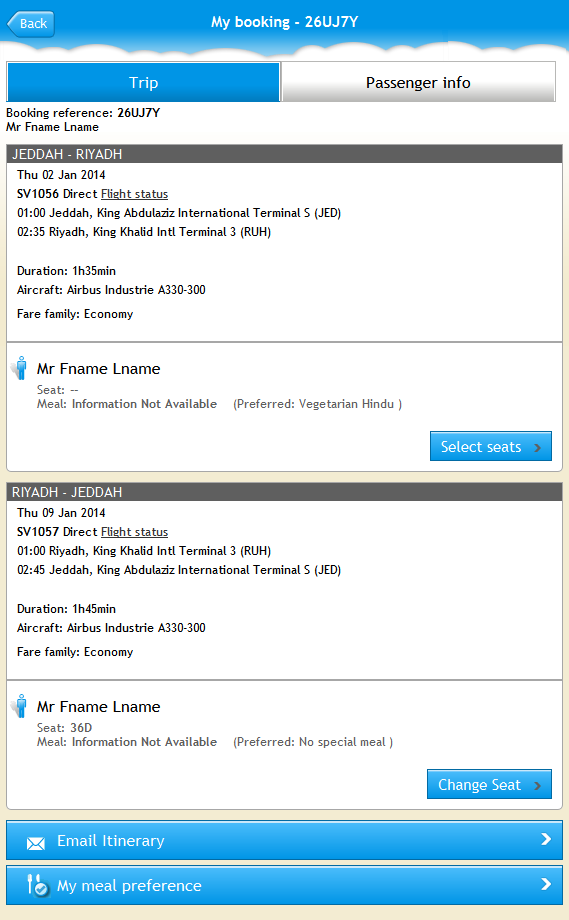 Back
My booking - 26UJ7Y
Trip
Passenger info
Booking reference: 26UJ7Y
Mr Fname Lname
JEDDAH - RIYADH
Thu 02 Jan 2014
SV1056 Direct Flight status
01:00 Jeddah, King Abdulaziz International Terminal S (JED)
02:35 Riyadh, King Khalid Intl Terminal 3 (RUH)
Duration: 1h35min
Aircraft: Airbus Industrie A330-300
Fare family: Economy
Mr Fname Lname
Seat: --
Meal: Information Not Available (Preferred: Vegetarian Hindu )
Select seats
RIYADH - JEDDAH
Thu 09 Jan 2014
SV1057 Direct Flight status
01:00 Riyadh, King Khalid Intl Terminal 3 (RUH)
02:45 Jeddah, King Abdulaziz International Terminal S (JED)
Duration: 1h45min
Aircraft: Airbus Industrie A330-300
Fare family: Economy
Mr Fname Lname
Seat: 36D
Meal: Information Not Available (Preferred: No special meal )
Change Seat
Email Itinerary
My meal preference